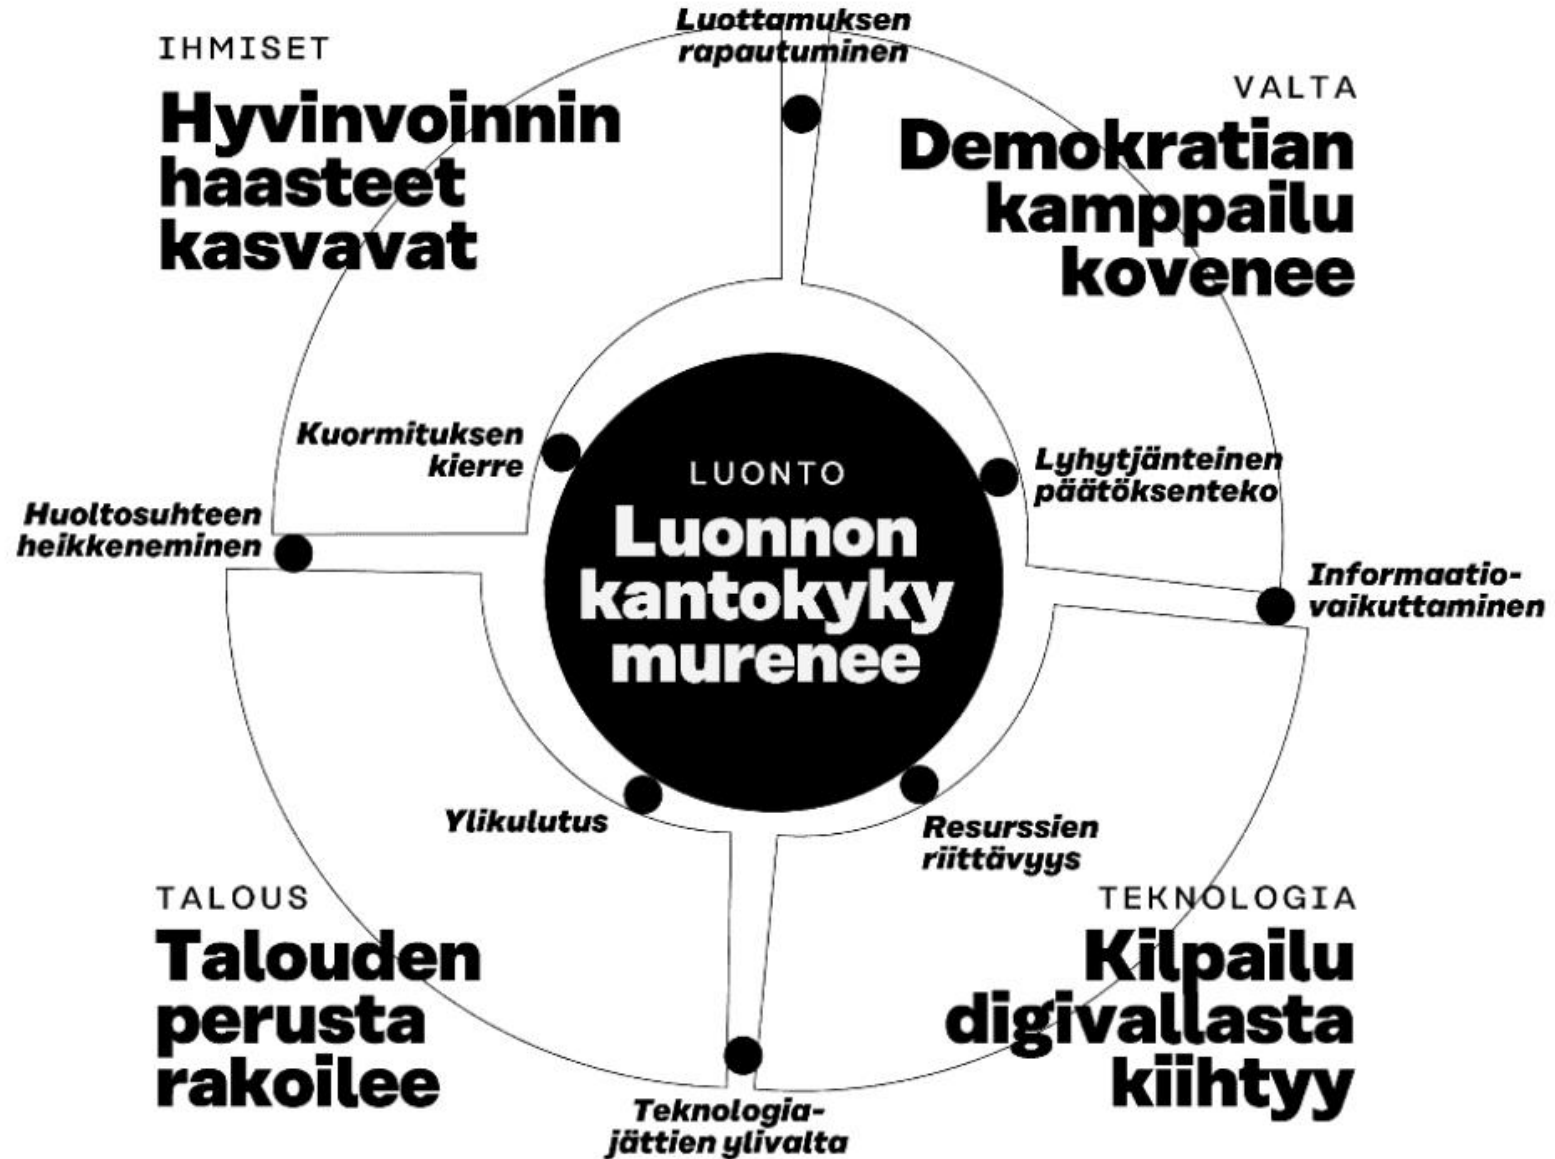 Luottamuksen
rapautuminen
IHMISET
Hyvinvoinnin
haasteet
kasvavat
VALTA
Demokratian
kamppailu
kovenee
Kuormituksen
kierre
Lyhytjänteinen
päätöksenteko
Huoltosuhteen
heikkeneminen
LUONTO
Luonnon
kantokyky
murenee
Informaatio-
vaikuttaminen
Ylikulutus
Resurssien
riittävyys
TALOUS
Talouden
perusta
rakoilee
TEKNOLOGIA
Kilpailu
digivallasta
kiihtyy
Teknologia-
jättien ylivalta